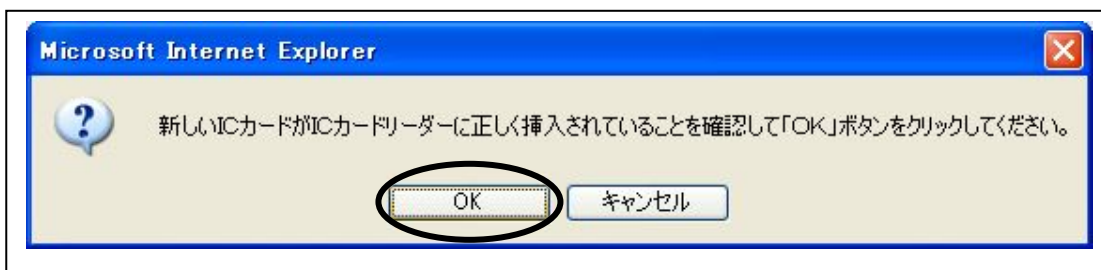 Microsoft Internet Explorer
新しいICカードがICカードリーダーに正しく挿入されていることを確認して「OK」ボタンをクリックしてください。
OK
キャンセル